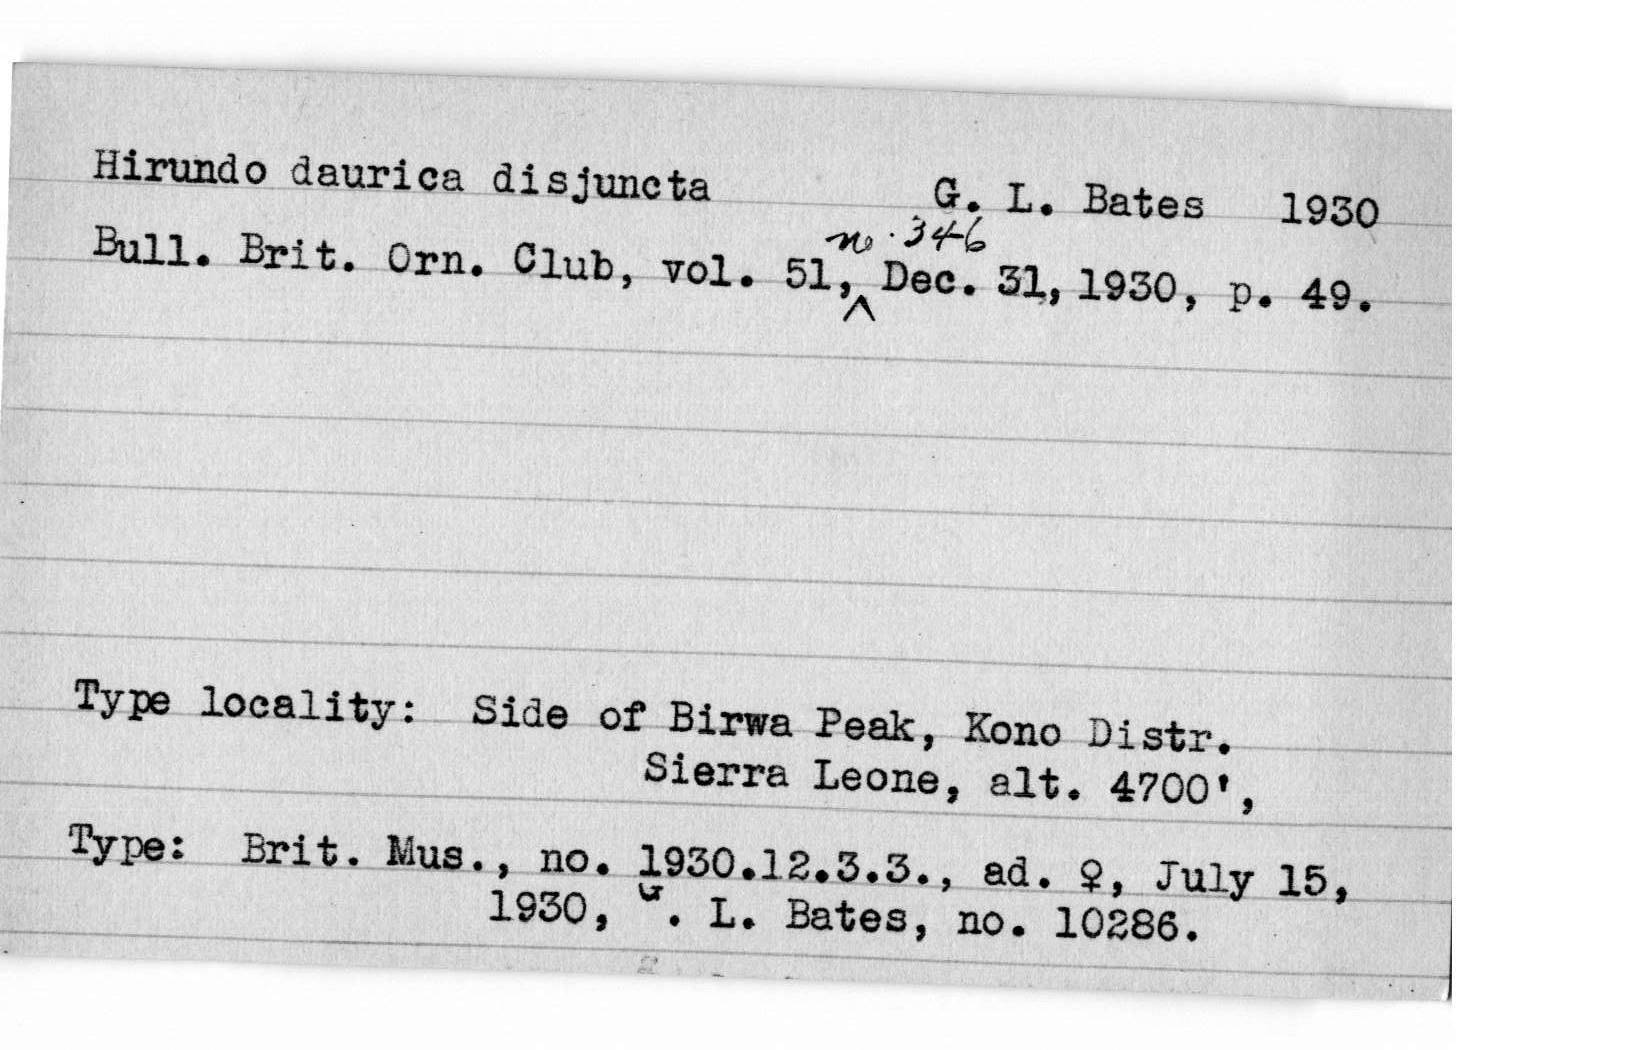 Hirundo daurica disjuncta G. L. Bates 1930
no. 346
Bull. Brit. Orn. Club, vol. 51,^ Dec. 31, 1930, p. 49.
Type locality: Side of Birwa Peak, Kono Distr.
Sierra Leone, alt. 4700',
Type: Brit. Mus., no. 1930.12.3.3., ad. ♀, July 15,
1930, G. L. Bates, no. 10286.